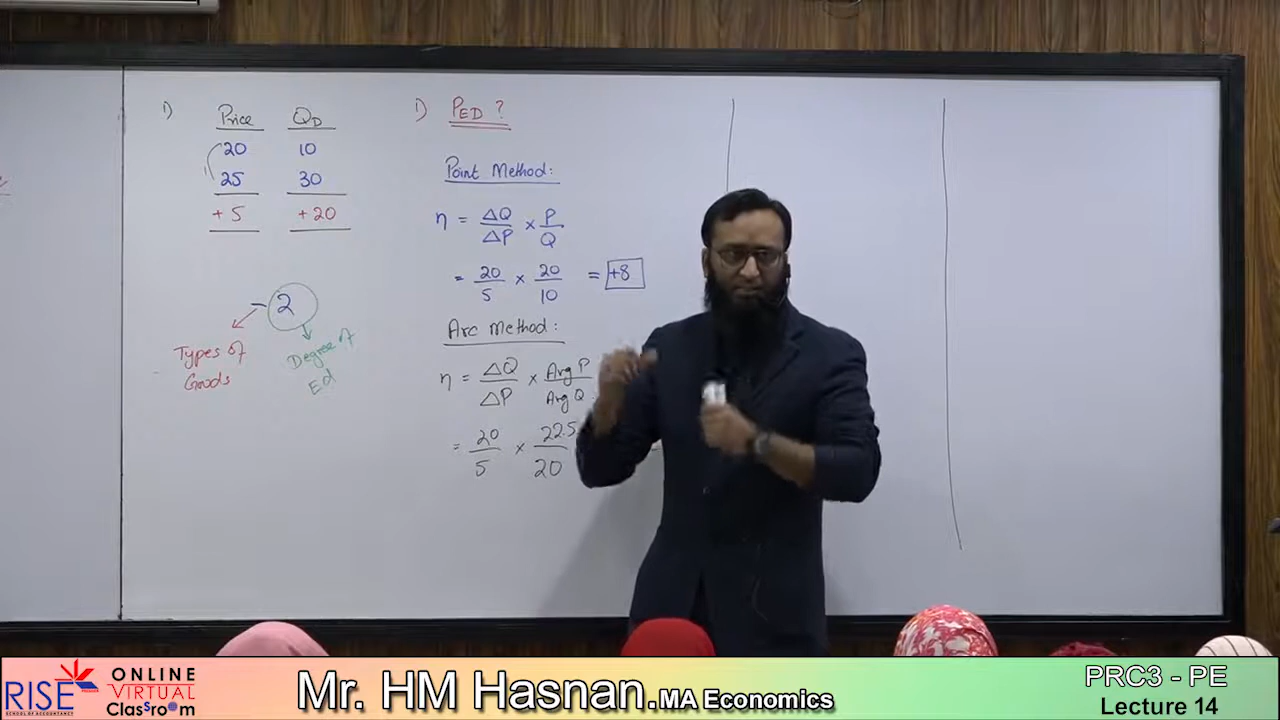 1)
Price QD
20 10
25 30
+5 +20
- 2
Types of
Goods
Degree of
Ed
1) PED ?
Point Method:
η = ΔQ/ΔP × P/Q
= 20/5 × 20/10 = +8
Arc Method:
η = ΔQ/ΔP × Avg P/Avg Q
= 20/5 × 22.5/20
RISE PREMIER
SCHOOL OF ACCOUNTANCY
ONLINE
VIRTUAL
Classroom
Mr. HM Hasnan.MA Economics
PRC3 - PE
Lecture 14